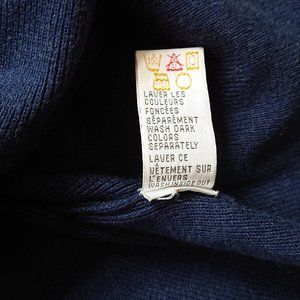 LAVER LES
COULEURS
FONCÉES
SÉPARÉMENT
WASH DARK
COLORS
SEPARATELY
LAVER CE
VÊTEMENT SUR
L'ENVERS
WASH INSIDE OUT